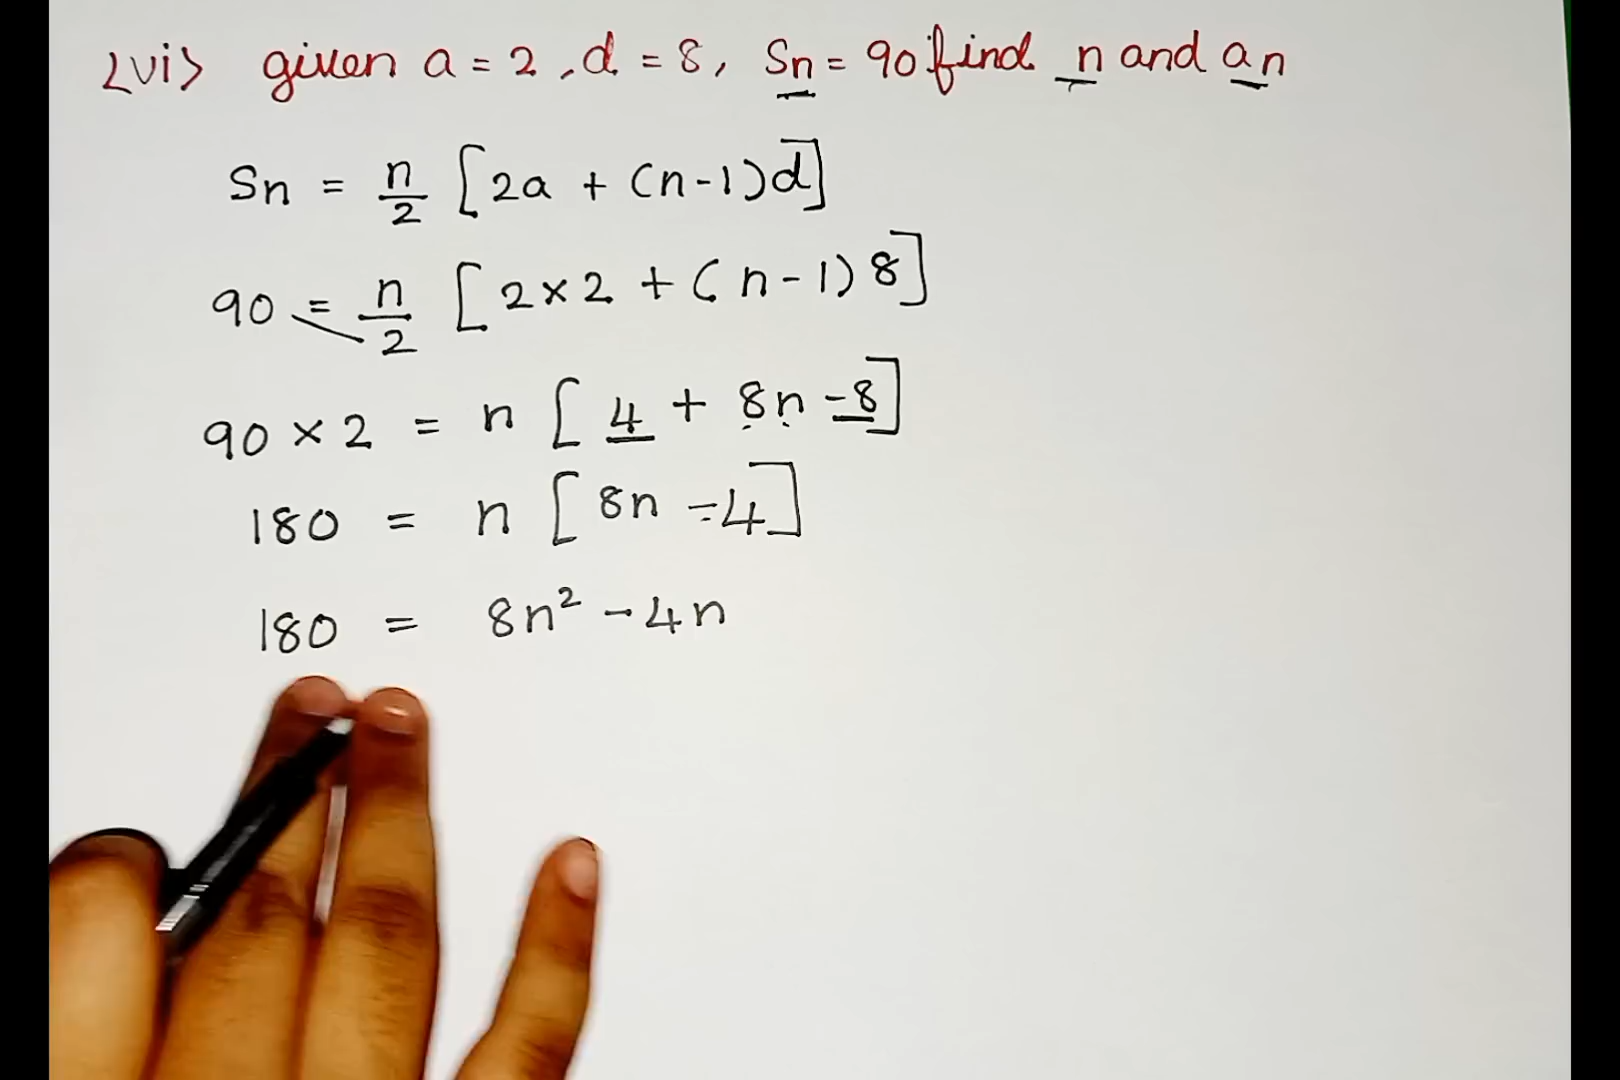 <vi> given a = 2, d = 8, Sn = 90 find n and an
Sn = n/2 [2a + (n-1)d]
90 = n/2 [2×2 + (n-1) 8]
90 × 2 = n [4 + 8n -8]
180 = n [8n -4]
180 = 8n² - 4n